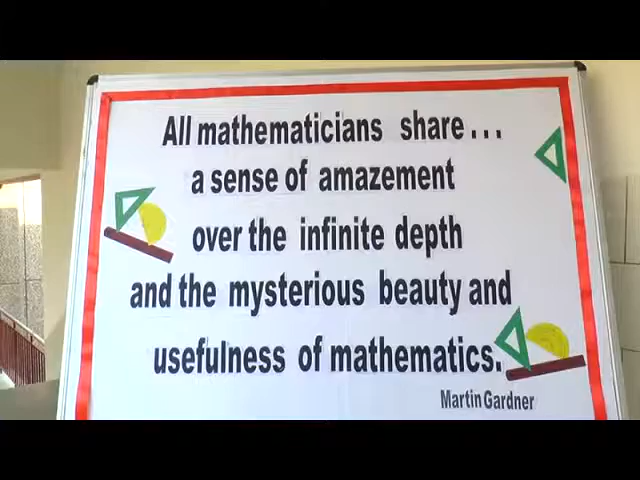 All mathematicians share...
a sense of amazement
over the infinite depth
and the mysterious beauty and
usefulness of mathematics.
Martin Gardner